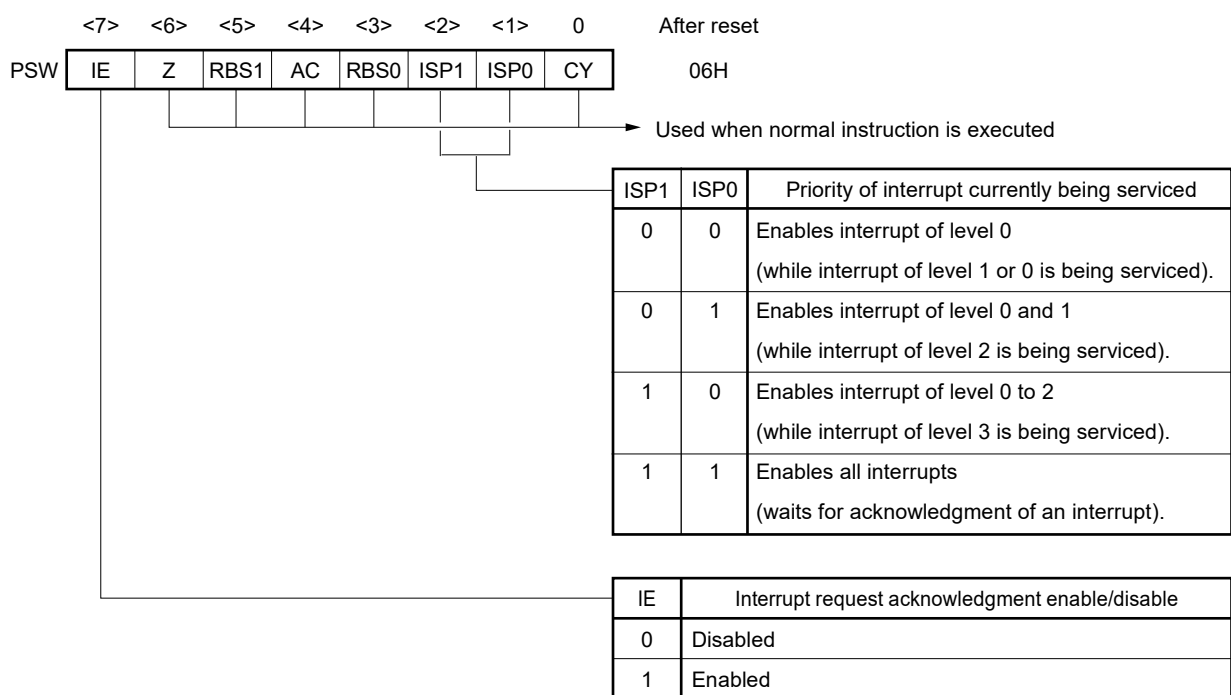 <7> <6> <5> <4> <3> <2> <1> 0 After reset
PSW IE Z RBS1 AC RBS0 ISP1 ISP0 CY 06H
Used when normal instruction is executed
ISP1 ISP0 Priority of interrupt currently being serviced
0 0 Enables interrupt of level 0
(while interrupt of level 1 or 0 is being serviced).
0 1 Enables interrupt of level 0 and 1
(while interrupt of level 2 is being serviced).
1 0 Enables interrupt of level 0 to 2
(while interrupt of level 3 is being serviced).
1 1 Enables all interrupts
(waits for acknowledgment of an interrupt).
IE Interrupt request acknowledgment enable/disable
0 Disabled
1 Enabled